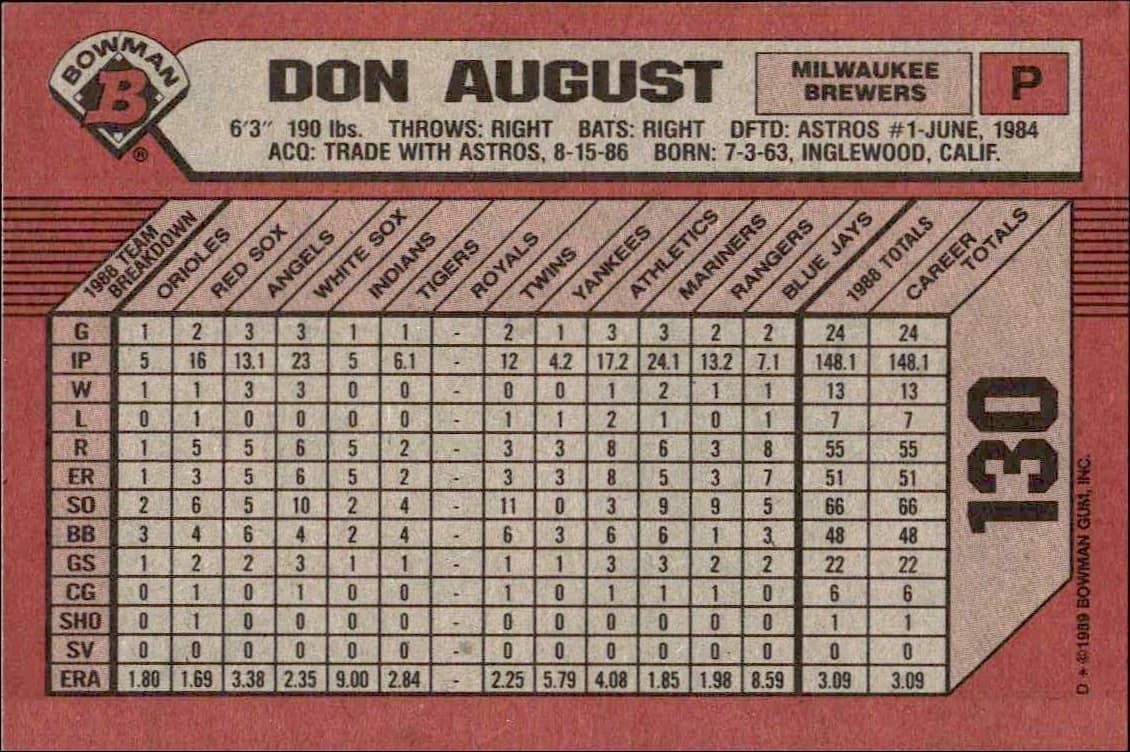 BOWMAN
B
®
DON AUGUST
MILWAUKEE
BREWERS
P
6'3" 190 lbs. THROWS: RIGHT BATS: RIGHT DFTD: ASTROS #1-JUNE, 1984
ACQ: TRADE WITH ASTROS, 8-15-86 BORN: 7-3-63, INGLEWOOD, CALIF.
1988 TEAM BREAKDOWN ORIOLES RED SOX ANGELS WHITE SOX INDIANS TIGERS ROYALS TWINS YANKEES ATHLETICS MARINERS RANGERS BLUE JAYS 1988 TOTALS CAREER TOTALS
G 1 2 3 3 1 1 - 2 1 3 3 2 2 24 24
IP 5 16 13.1 23 5 6.1 - 12 4.2 17.2 24.1 13.2 7.1 148.1 148.1
W 1 1 3 3 0 0 - 0 0 1 2 1 1 13 13
L 0 1 0 0 0 0 - 1 1 2 1 0 1 7 7
R 1 5 5 6 5 2 - 3 3 8 6 3 8 55 55
ER 1 3 5 6 5 2 - 3 3 8 5 3 7 51 51
SO 2 6 5 10 2 4 - 11 0 3 9 9 5 66 66
BB 3 4 6 4 2 4 - 6 3 6 6 1 3 48 48
GS 1 2 2 3 1 1 - 1 1 3 3 2 2 22 22
CG 0 1 0 1 0 0 - 1 0 1 1 1 0 6 6
SHO 0 1 0 0 0 0 - 0 0 0 0 0 0 1 1
SV 0 0 0 0 0 0 - 0 0 0 0 0 0 0 0
ERA 1.80 1.69 3.38 2.35 9.00 2.84 - 2.25 5.79 4.08 1.85 1.98 8.59 3.09 3.09
130
D * ©1989 BOWMAN GUM, INC.